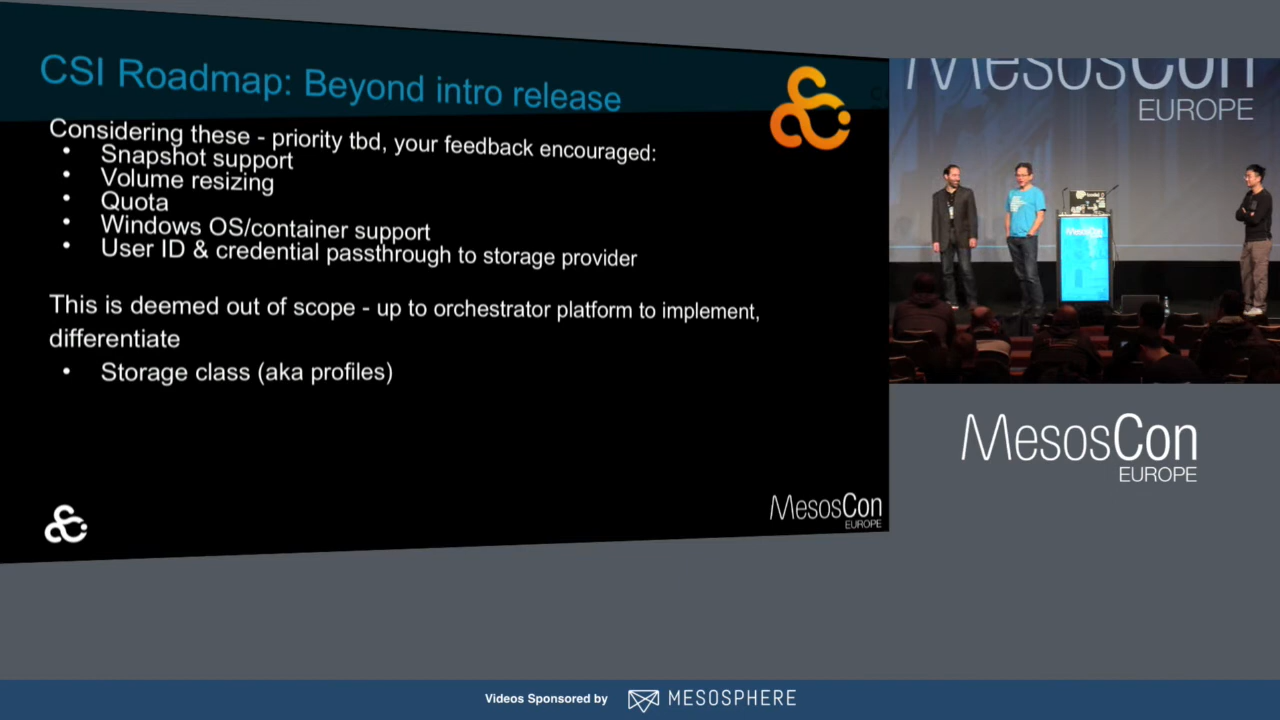 CSI Roadmap: Beyond intro release
Considering these - priority tbd, your feedback encouraged:
• Snapshot support
• Volume resizing
• Quota
• Windows OS/container support
• User ID & credential passthrough to storage provider
This is deemed out of scope - up to orchestrator platform to implement,
differentiate
• Storage class (aka profiles)
MesosCon
EUROPE
MesosCon
EUROPE
MesosCon
MesosCon
EUROPE
Videos Sponsored by MESOSPHERE